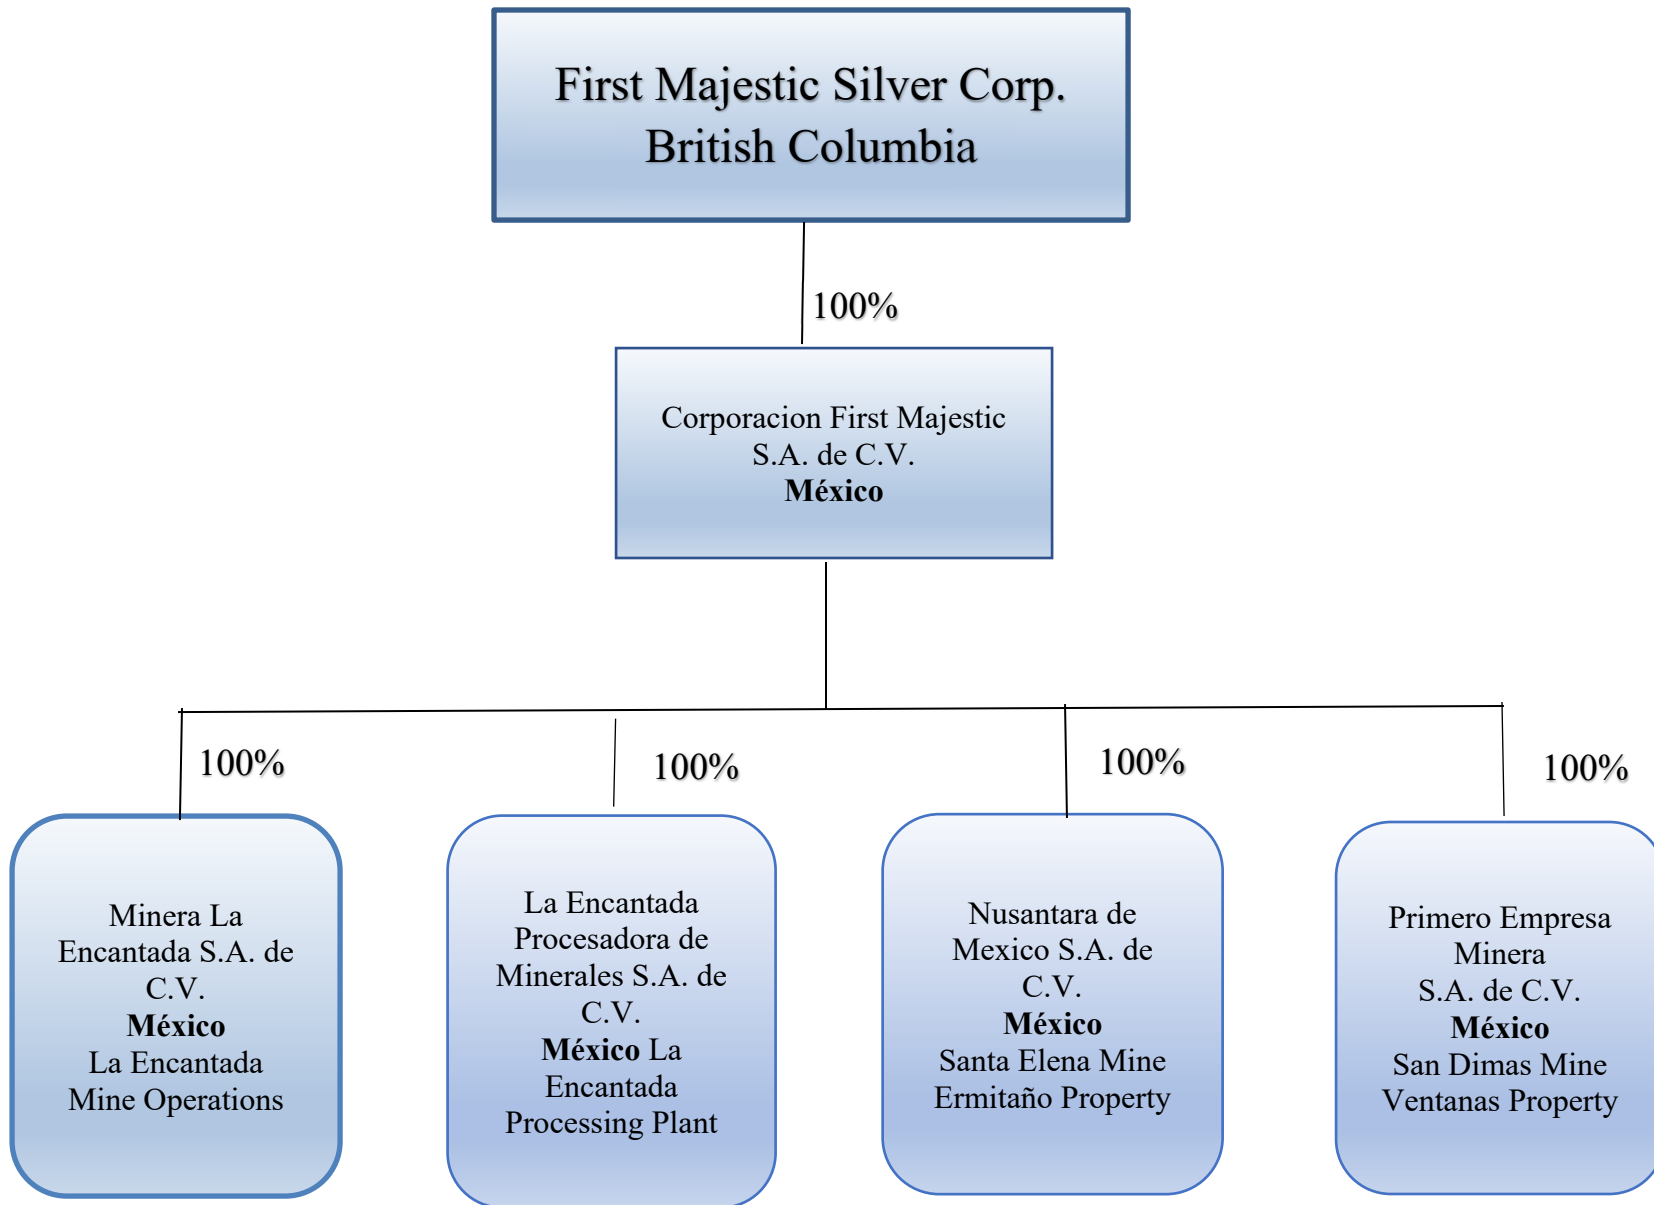 First Majestic Silver Corp.
British Columbia
100%
Corporacion First Majestic
S.A. de C.V.
México
100%
100%
100%
100%
Minera La
Encantada S.A. de
C.V.
México
La Encantada
Mine Operations
La Encantada
Procesadora de
Minerales S.A. de
C.V.
México La
Encantada
Processing Plant
Nusantara de
Mexico S.A. de
C.V.
México
Santa Elena Mine
Ermitaño Property
Primero Empresa
Minera
S.A. de C.V.
México
San Dimas Mine
Ventanas Property